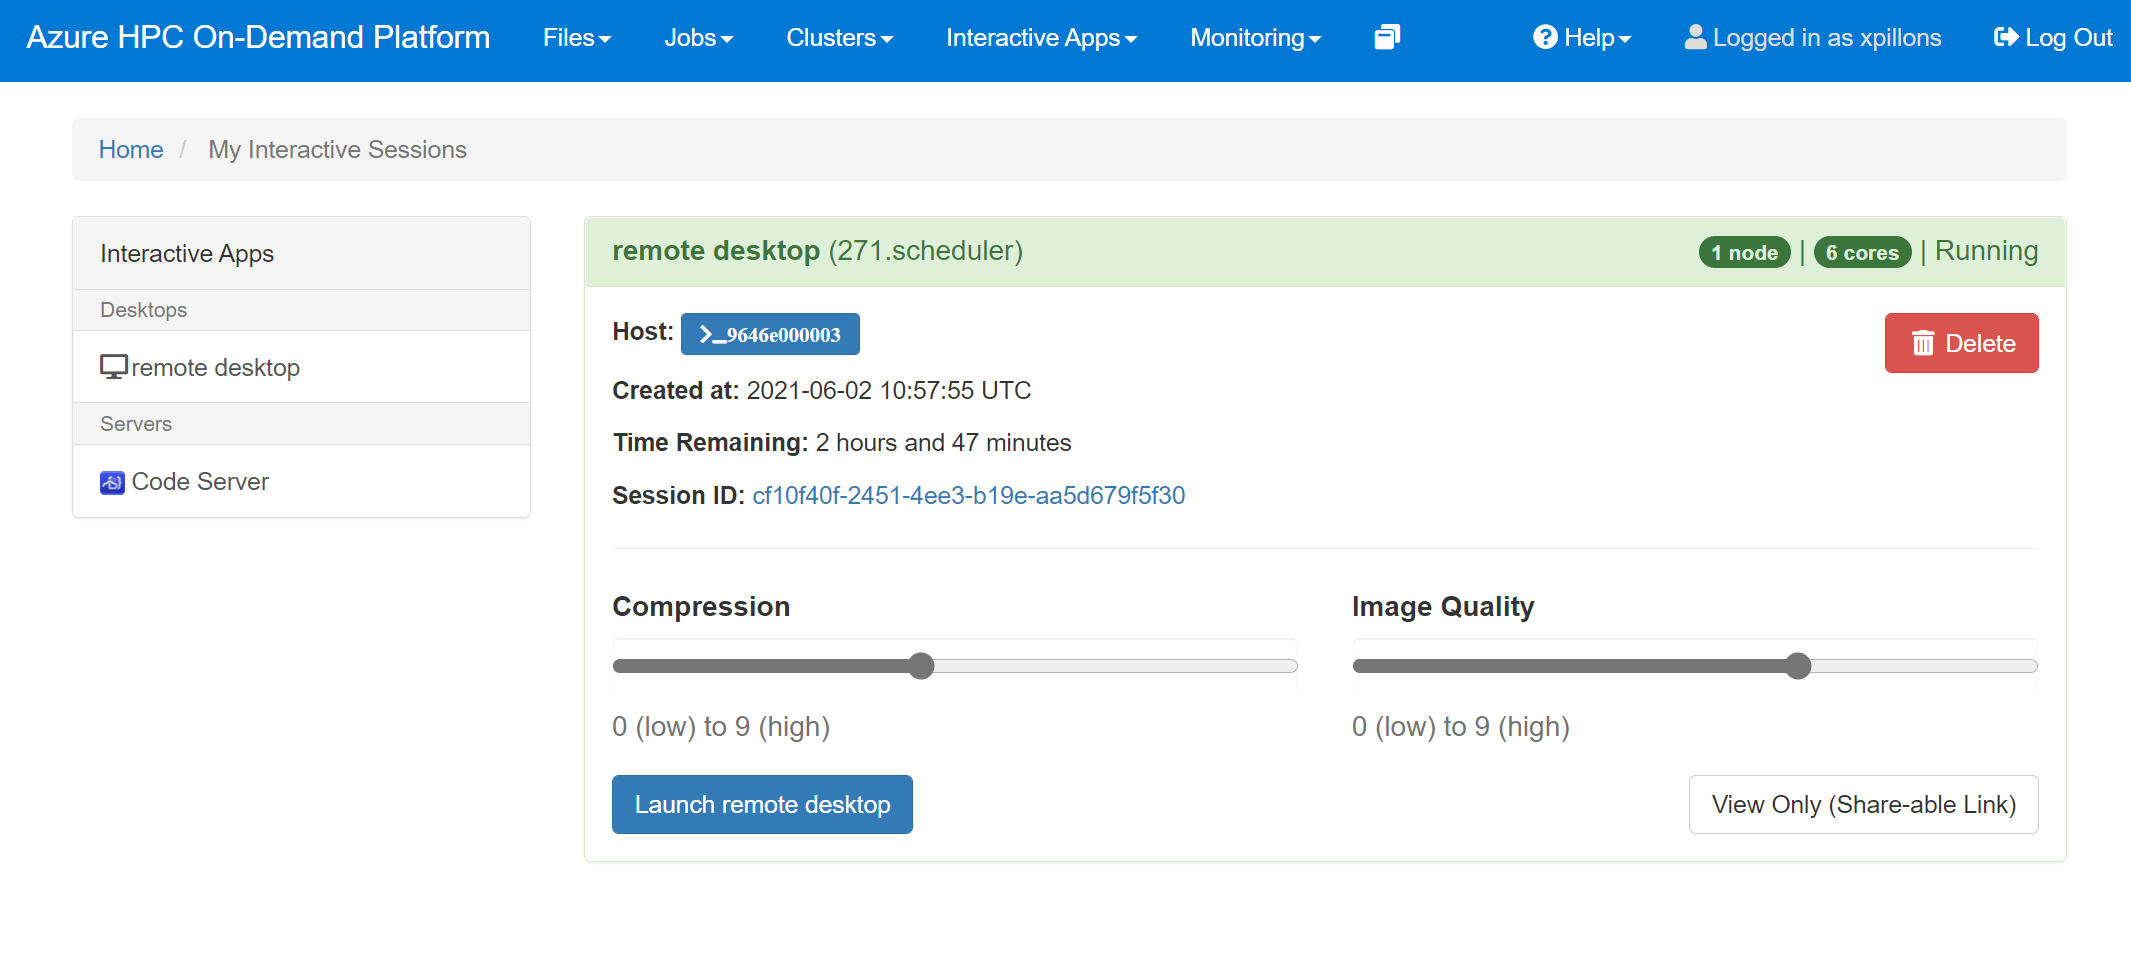 Azure HPC On-Demand Platform Files Jobs Clusters Interactive Apps Monitoring Help Logged in as xpillons Log Out
Home / My Interactive Sessions
Interactive Apps
Desktops
remote desktop
Servers
Code Server
remote desktop (271.scheduler) 1 node | 6 cores | Running
Host: >_9646e000003
Delete
Created at: 2021-06-02 10:57:55 UTC
Time Remaining: 2 hours and 47 minutes
Session ID: cf10f40f-2451-4ee3-b19e-aa5d679f5f30
Compression
0 (low) to 9 (high)
Image Quality
0 (low) to 9 (high)
Launch remote desktop
View Only (Share-able Link)